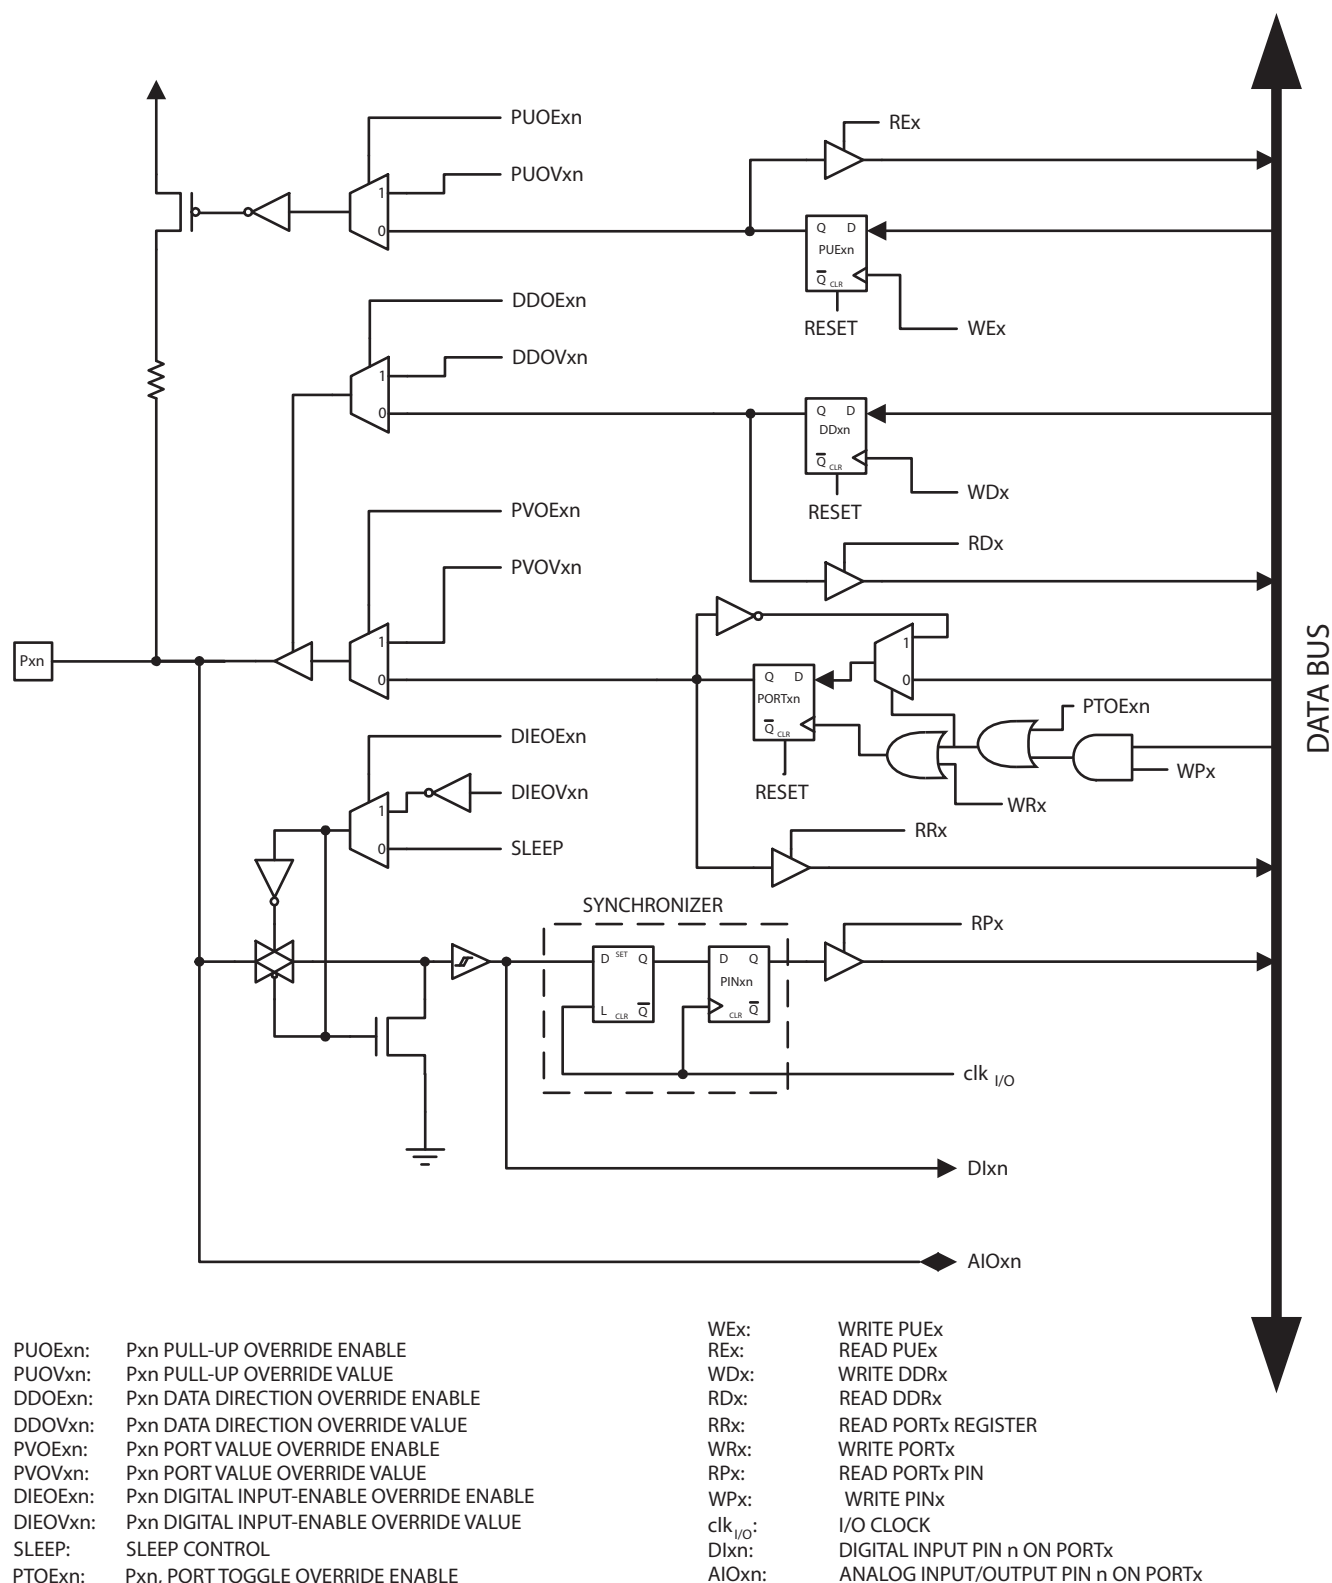 PUOExn
REx
PUOVxn
1
0
Q D
PUExn
Q CLR
RESET
WEx
DDOExn
DDOVxn
1
0
Q D
DDxn
Q CLR
RESET
WDx
PVOExn
RDx
PVOVxn
Pxn
1
0
1
0
Q D
PORTxn
Q CLR
RESET
PTOExn
WPx
WRx
DATA BUS
DIEOExn
DIEOVxn
1
0
SLEEP
RRx
SYNCHRONIZER
RPx
D SET Q
L CLR Q
D Q
PINxn
CLR Q
clk I/O
DIxn
AIOxn
PUOExn: Pxn PULL-UP OVERRIDE ENABLE
PUOVxn: Pxn PULL-UP OVERRIDE VALUE
DDOExn: Pxn DATA DIRECTION OVERRIDE ENABLE
DDOVxn: Pxn DATA DIRECTION OVERRIDE VALUE
PVOExn: Pxn PORT VALUE OVERRIDE ENABLE
PVOVxn: Pxn PORT VALUE OVERRIDE VALUE
DIEOExn: Pxn DIGITAL INPUT-ENABLE OVERRIDE ENABLE
DIEOVxn: Pxn DIGITAL INPUT-ENABLE OVERRIDE VALUE
SLEEP: SLEEP CONTROL
PTOExn: Pxn, PORT TOGGLE OVERRIDE ENABLE
WEx: WRITE PUEx
REx: READ PUEx
WDx: WRITE DDRx
RDx: READ DDRx
RRx: READ PORTx REGISTER
WRx: WRITE PORTx
RPx: READ PORTx PIN
WPx: WRITE PINx
clk I/O: I/O CLOCK
DIxn: DIGITAL INPUT PIN n ON PORTx
AIOxn: ANALOG INPUT/OUTPUT PIN n ON PORTx